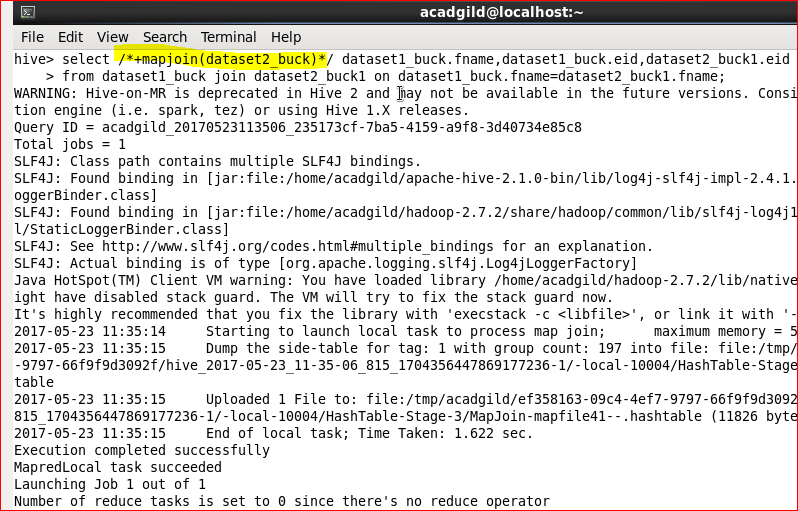 acadgild@localhost:~
File Edit View Search Terminal Help
hive> select /*+mapjoin(dataset2_buck)*/ dataset1_buck.fname,dataset1_buck.eid,dataset2_buck1.eid
    > from dataset1_buck join dataset2_buck1 on dataset1_buck.fname=dataset2_buck1.fname;
WARNING: Hive-on-MR is deprecated in Hive 2 and may not be available in the future versions. Consi
tion engine (i.e. spark, tez) or using Hive 1.X releases.
Query ID = acadgild_20170523113506_235173cf-7ba5-4159-a9f8-3d40734e85c8
Total jobs = 1
SLF4J: Class path contains multiple SLF4J bindings.
SLF4J: Found binding in [jar:file:/home/acadgild/apache-hive-2.1.0-bin/lib/log4j-slf4j-impl-2.4.1.
oggerBinder.class]
SLF4J: Found binding in [jar:file:/home/acadgild/hadoop-2.7.2/share/hadoop/common/lib/slf4j-log4j1
l/StaticLoggerBinder.class]
SLF4J: See http://www.slf4j.org/codes.html#multiple_bindings for an explanation.
SLF4J: Actual binding is of type [org.apache.logging.slf4j.Log4jLoggerFactory]
Java HotSpot(TM) Client VM warning: You have loaded library /home/acadgild/hadoop-2.7.2/lib/native
ight have disabled stack guard. The VM will try to fix the stack guard now.
It's highly recommended that you fix the library with 'execstack -c <libfile>', or link it with '-
2017-05-23 11:35:14     Starting to launch local task to process map join;      maximum memory = 5
2017-05-23 11:35:15     Dump the side-table for tag: 1 with group count: 197 into file: file:/tmp/
-9797-66f9f9d3092f/hive_2017-05-23_11-35-06_815_1704356447869177236-1/-local-10004/HashTable-Stage
table
2017-05-23 11:35:15     Uploaded 1 File to: file:/tmp/acadgild/ef358163-09c4-4ef7-9797-66f9f9d3092
815_1704356447869177236-1/-local-10004/HashTable-Stage-3/MapJoin-mapfile41--.hashtable (11826 byte
2017-05-23 11:35:15     End of local task; Time Taken: 1.622 sec.
Execution completed successfully
MapredLocal task succeeded
Launching Job 1 out of 1
Number of reduce tasks is set to 0 since there's no reduce operator